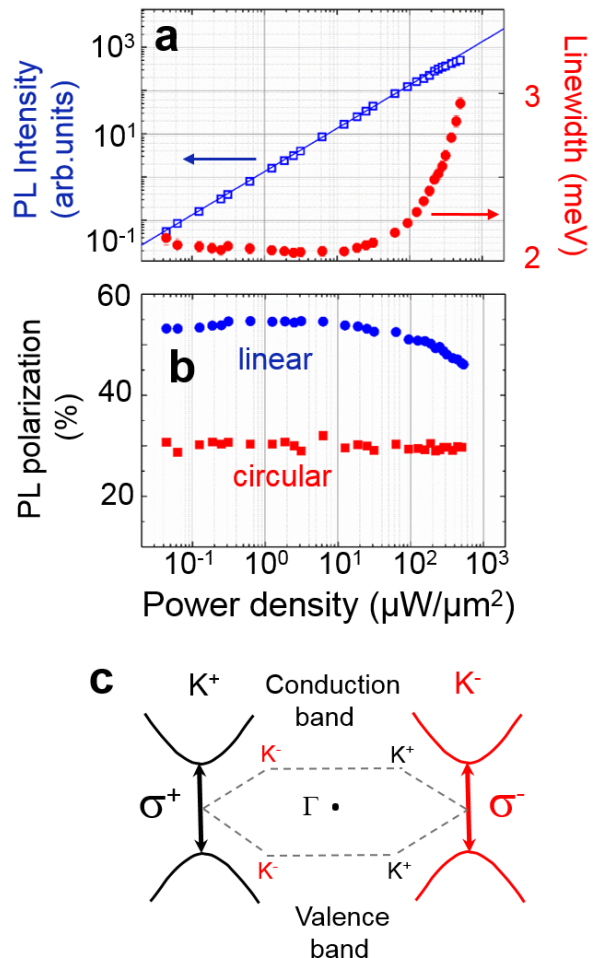 a
PL Intensity
(arb.units)
10³
10¹
10⁻¹
Linewidth
(meV)
3
2
b
PL polarization
(%)
60
40
20
linear
circular
10⁻¹ 10⁰ 10¹ 10² 10³
Power density (µW/µm²)
c
K⁺ Conduction K⁻
band
K⁻ K⁺
σ⁺ Γ σ⁻
K⁻ K⁺
Valence
band